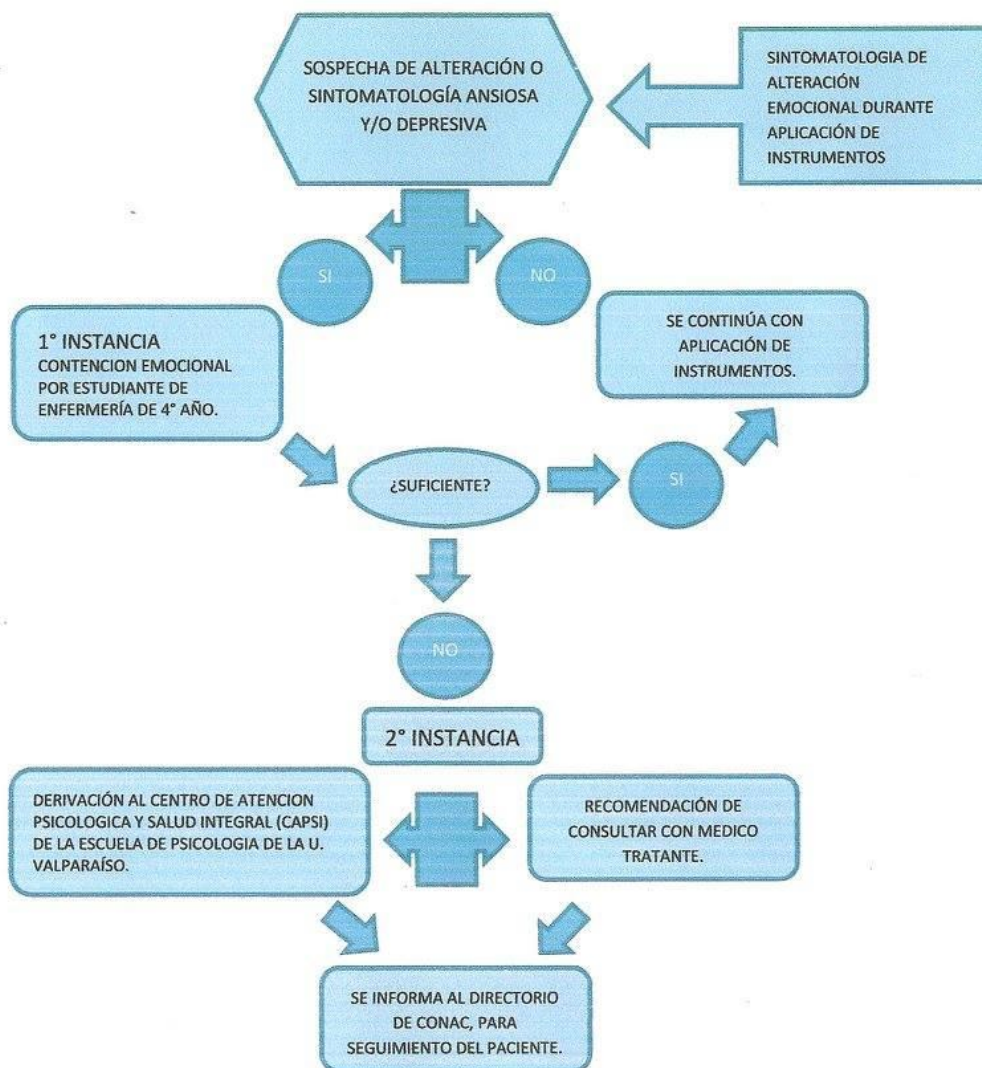 SOSPECHA DE ALTERACIÓN O
SINTOMATOLOGÍA ANSIOSA
Y/O DEPRESIVA
SINTOMATOLOGIA DE
ALTERACIÓN
EMOCIONAL DURANTE
APLICACIÓN DE
INSTRUMENTOS
SI
NO
1° INSTANCIA
CONTENCION EMOCIONAL
POR ESTUDIANTE DE
ENFERMERÍA DE 4° AÑO.
SE CONTINÚA CON
APLICACIÓN DE
INSTRUMENTOS.
¿SUFICIENTE?
SI
NO
2° INSTANCIA
DERIVACIÓN AL CENTRO DE ATENCION
PSICOLOGICA Y SALUD INTEGRAL (CAPSI)
DE LA ESCUELA DE PSICOLOGIA DE LA U.
VALPARAÍSO.
RECOMENDACIÓN DE
CONSULTAR CON MEDICO
TRATANTE.
SE INFORMA AL DIRECTORIO
DE CONAC, PARA
SEGUIMIENTO DEL PACIENTE.